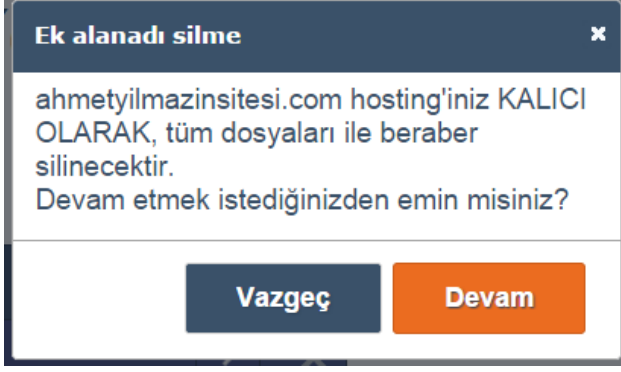 Ek alanadı silme
ahmetyilmazinsitesi.com hosting'iniz KALICI
OLARAK, tüm dosyaları ile beraber
silinecektir.
Devam etmek istediğinizden emin misiniz?
Vazgeç
Devam